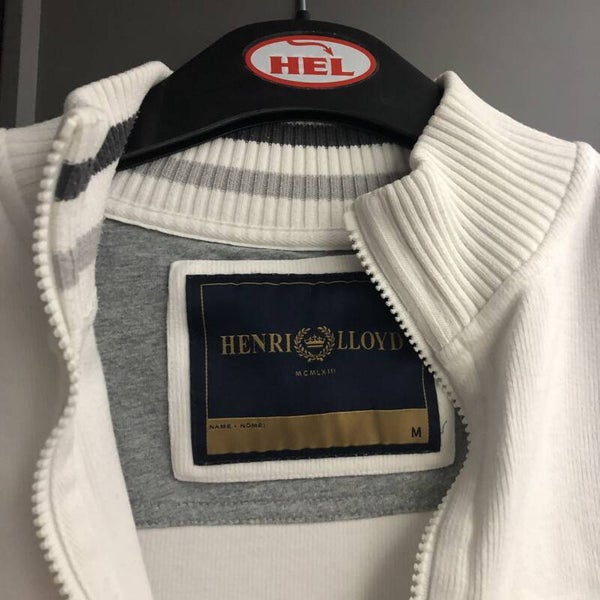 HEL
HENRI LLOYD
MCMLXIII
NAME - NOME:
M